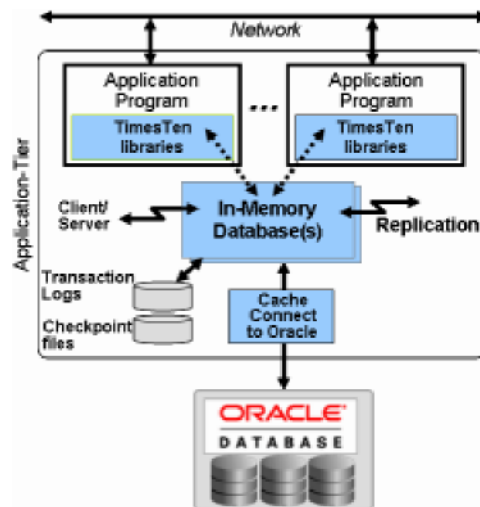 Network
Application
Program
TimesTen
libraries
...
Application
Program
TimesTen
libraries
Application-Tier
Client/
Server
In-Memory
Database(s)
Replication
Transaction
Logs
Checkpoint
files
Cache
Connect
to Oracle
ORACLE®
DATABASE